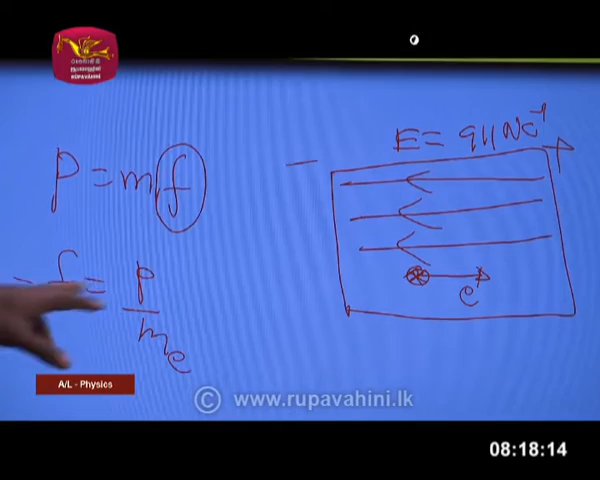 E = 911 NC⁻¹
P = mf
− +
f = P/mₑ
e
A/L - Physics
© www.rupavahini.lk
08:18:14